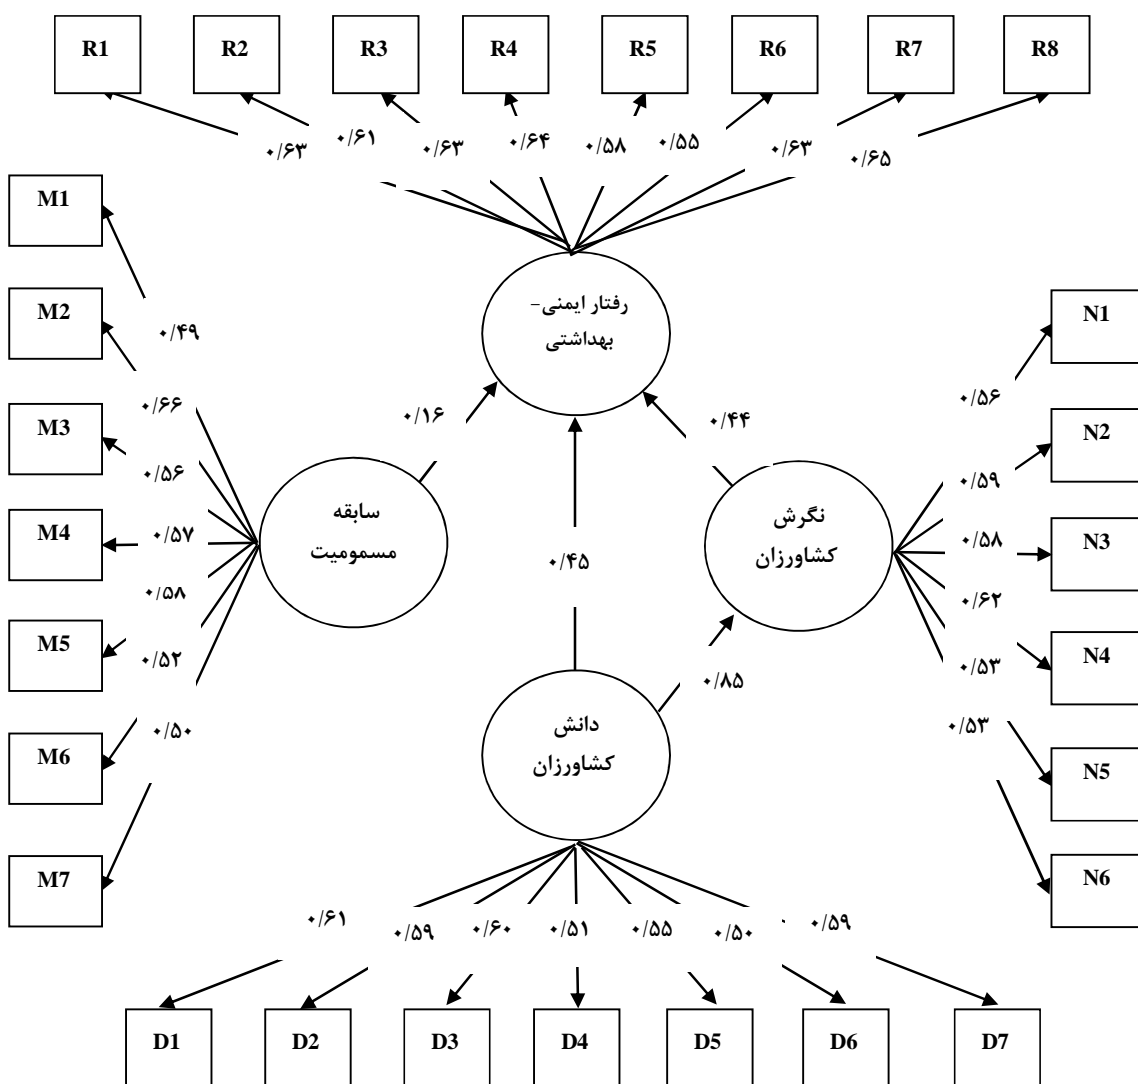 R1 R2 R3 R4 R5 R6 R7 R8
۰/۶۳ ۰/۶۱ ۰/۶۳ ۰/۶۴ ۰/۵۸ ۰/۵۵ ۰/۶۳ ۰/۶۵
M1
M2
M3
M4
M5
M6
M7
۰/۴۹
۰/۶۶
۰/۵۶
۰/۵۷
۰/۵۸
۰/۵۲
۰/۵۰
رفتار ایمنی-
بهداشتی
۰/۱۶
۰/۴۴
سابقه
مسمومیت
۰/۴۵
نگرش
کشاورزان
۰/۸۵
دانش
کشاورزان
N1
N2
N3
N4
N5
N6
۰/۵۶
۰/۵۹
۰/۵۸
۰/۶۲
۰/۵۳
۰/۵۳
۰/۶۱ ۰/۵۹ ۰/۶۰ ۰/۵۱ ۰/۵۵ ۰/۵۰ ۰/۵۹
D1 D2 D3 D4 D5 D6 D7